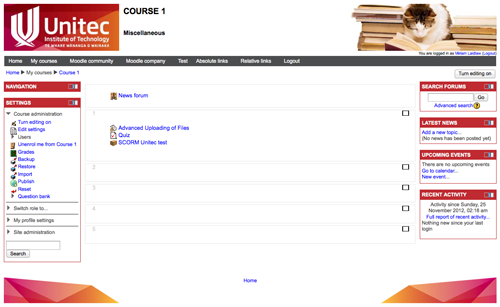 Unitec
Institute of Technology
TE WHARE WANANGA O WAIRAKA
COURSE 1
Miscellaneous
You are logged in as Miriam Laidlaw (Logout)
Home My courses Moodle community Moodle company Test Absolute links Relative links Logout
Home ▶ My courses ▶ Course 1
Turn editing on
NAVIGATION
SETTINGS
Course administration
Turn editing on
Edit settings
Users
Unenrol me from Course 1
Grades
Backup
Restore
Import
Publish
Reset
Question bank
Switch role to...
My profile settings
Site administration
Search
News forum
1
Advanced Uploading of Files
Quiz
SCORM Unitec test
2
3
4
5
SEARCH FORUMS
Go
Advanced search
LATEST NEWS
Add a new topic...
(No news has been posted yet)
UPCOMING EVENTS
There are no upcoming events
Go to calendar...
New event...
RECENT ACTIVITY
Activity since Sunday, 25
November 2012, 02:18 am
Full report of recent activity...
Nothing new since your last
login
Home